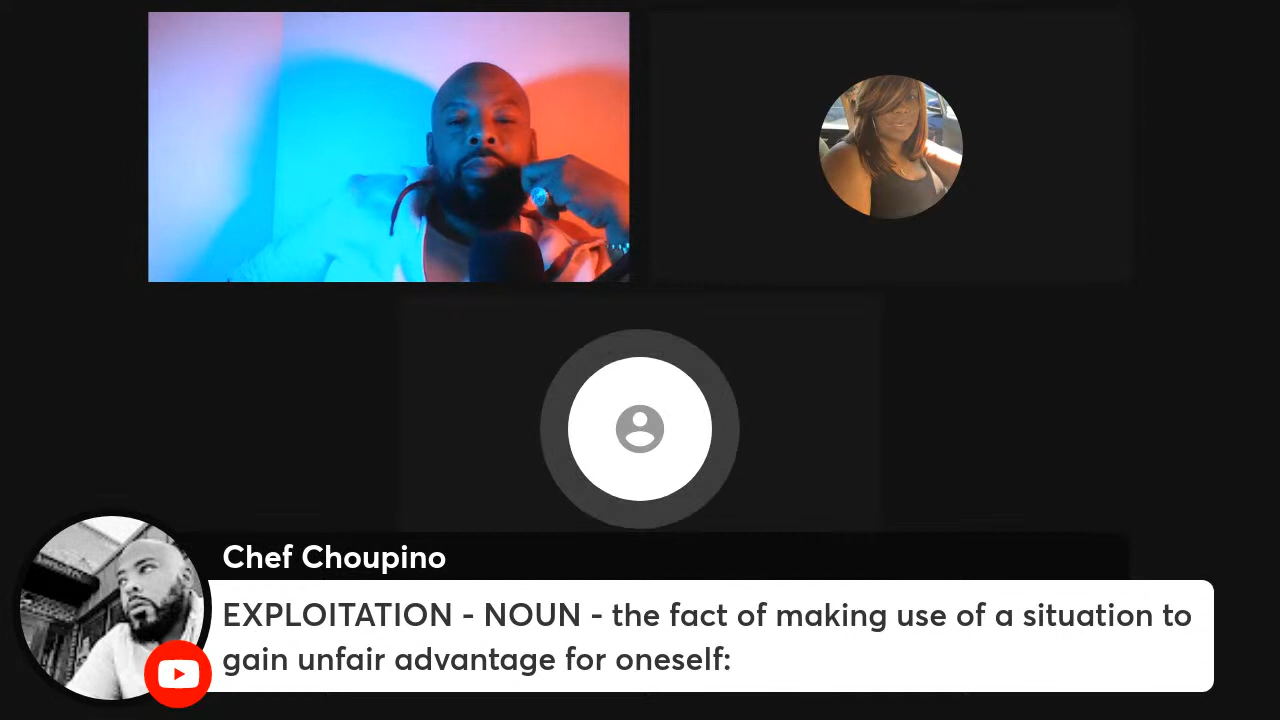 Chef Choupino
EXPLOITATION - NOUN - the fact of making use of a situation to
gain unfair advantage for oneself: